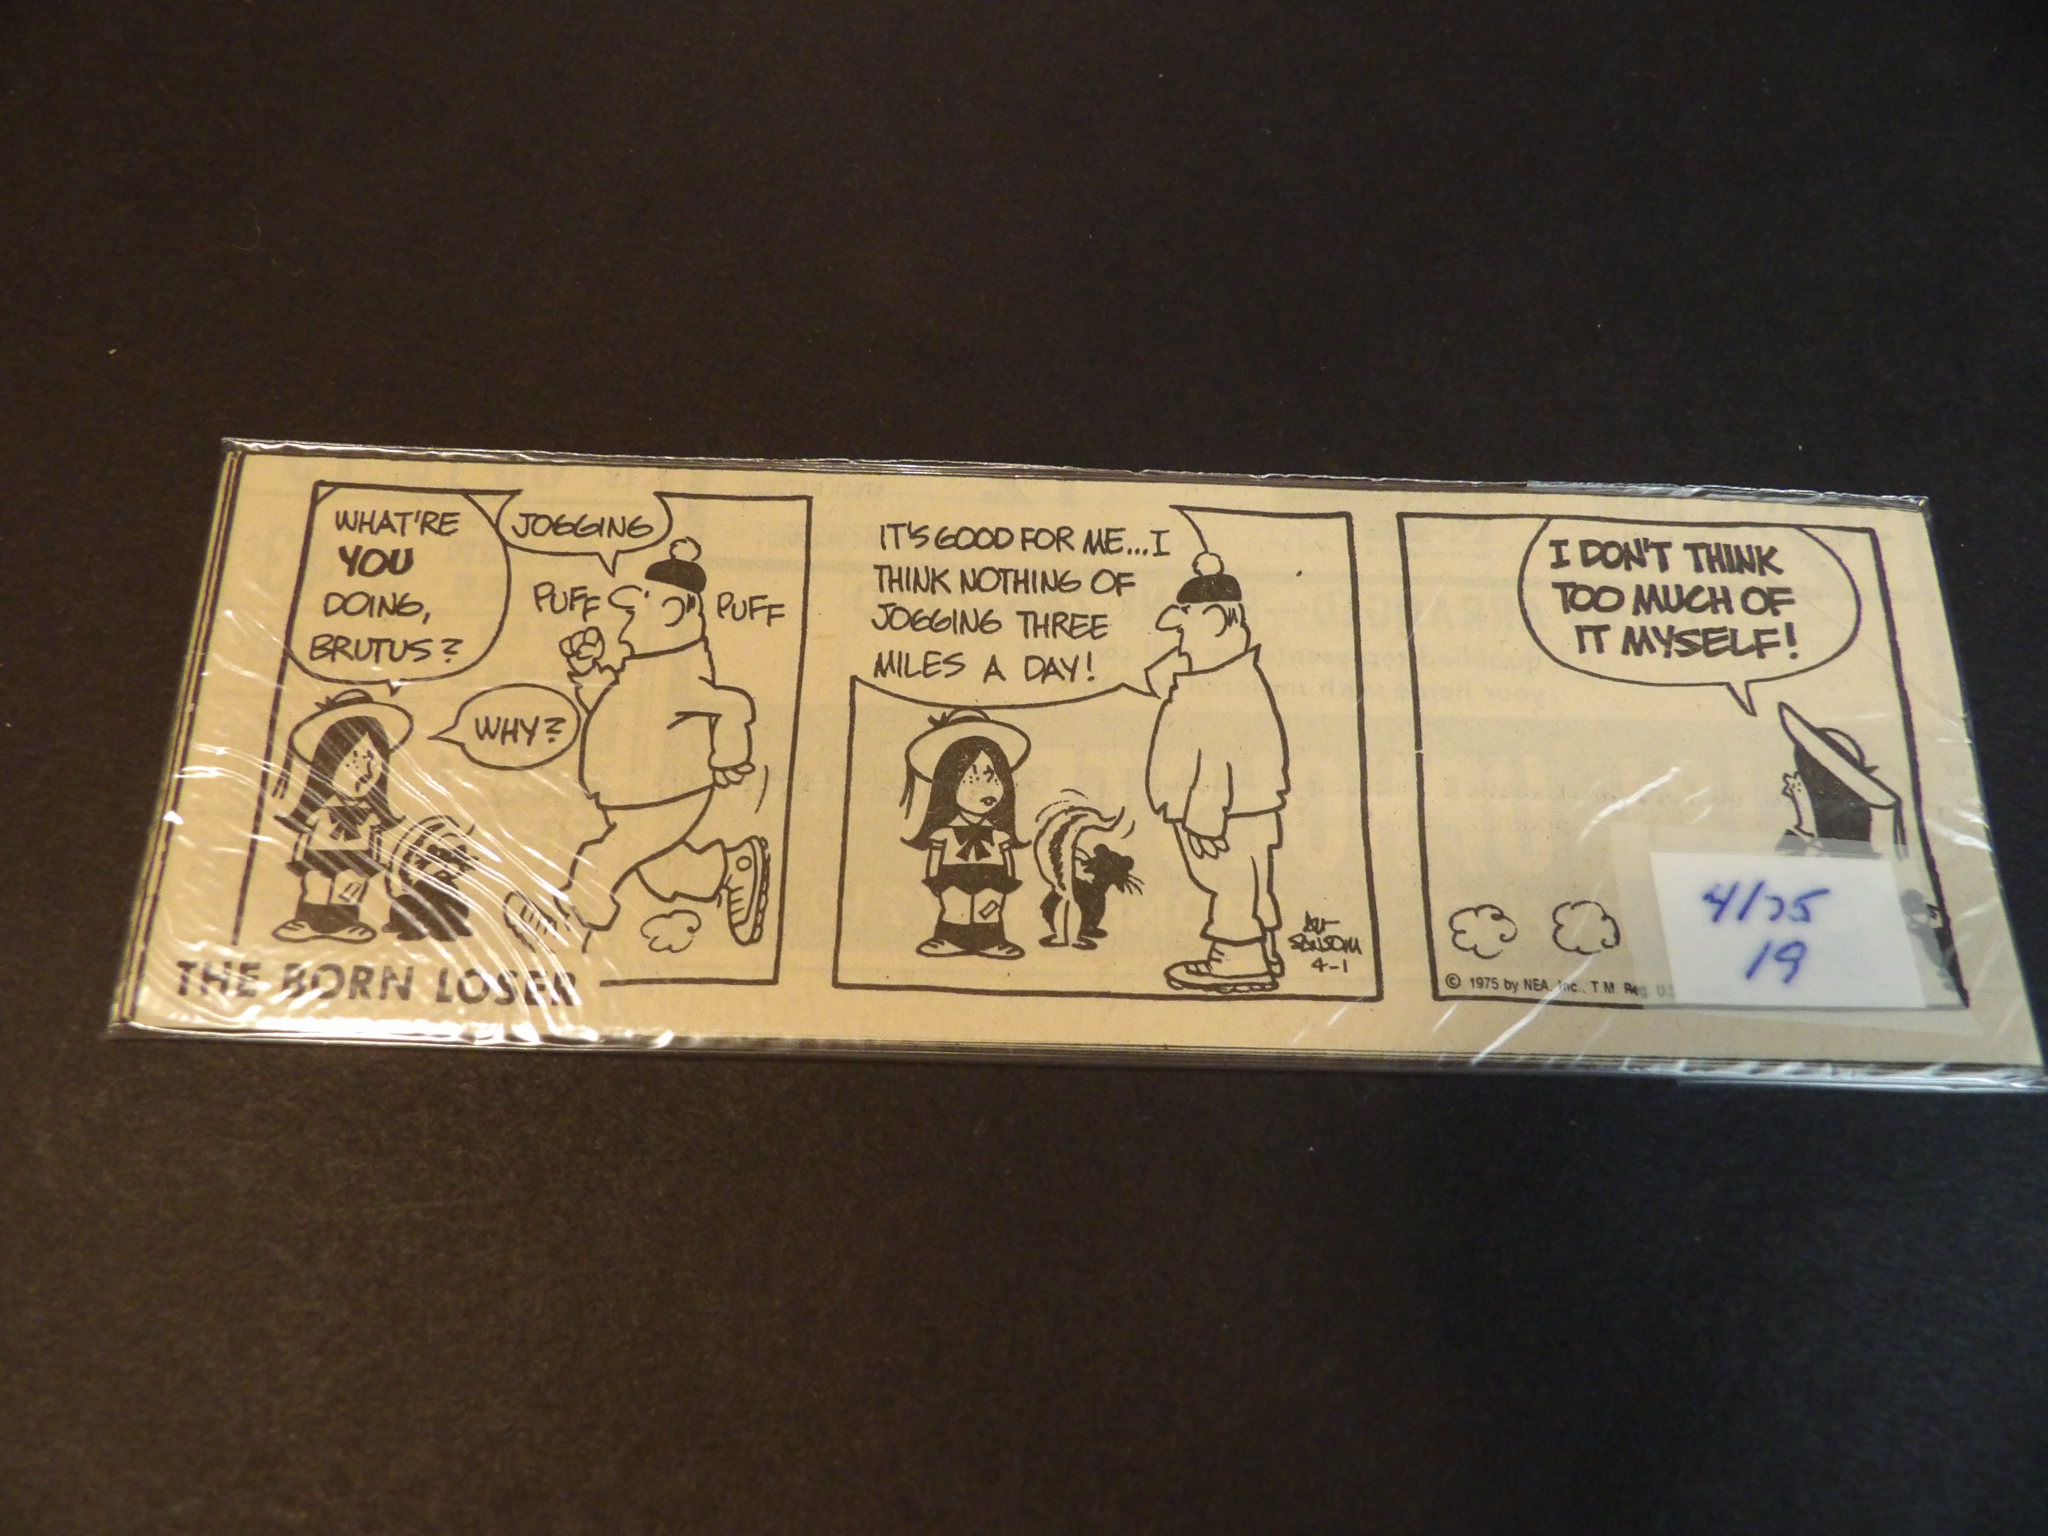 WHAT'RE
YOU
DOING,
BRUTUS?
JOGGING
PUFF
PUFF
WHY?
THE BORN LOSER
IT'S GOOD FOR ME...I
THINK NOTHING OF
JOGGING THREE
MILES A DAY!
ART
SANSOM
4-1
I DON'T THINK
TOO MUCH OF
IT MYSELF!
© 1975 by NEA, Inc., T.M. Reg. U.S.
4/75
19